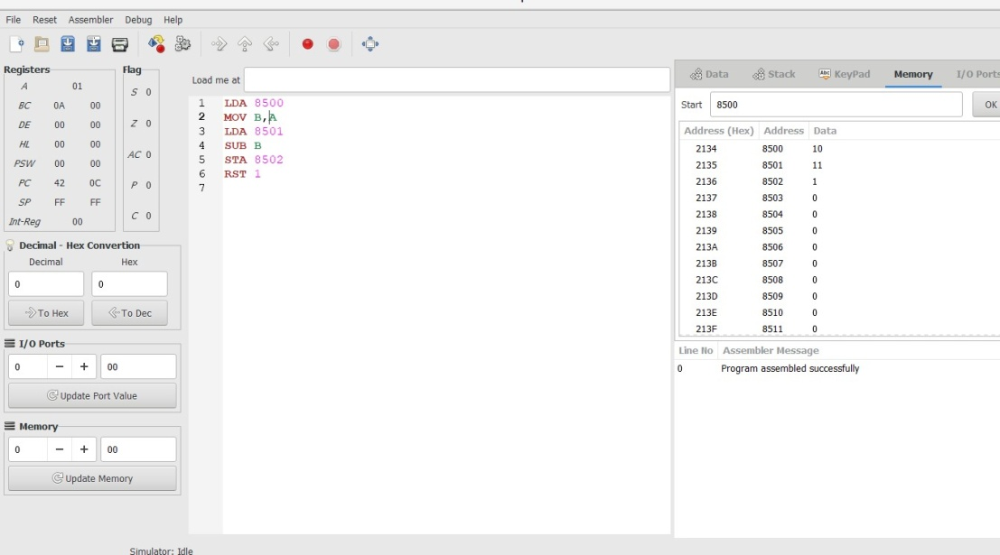 File Reset Assembler Debug Help
Registers
A 01
BC 0A 00
DE 00 00
HL 00 00
PSW 00 00
PC 42 0C
SP FF FF
Int-Reg 00
Flag
S 0
Z 0
AC 0
P 0
C 0
Decimal - Hex Convertion
Decimal Hex
0 0
To Hex To Dec
I/O Ports
0 − + 00
Update Port Value
Memory
0 − + 00
Update Memory
Load me at
1 LDA 8500
2 MOV B,A
3 LDA 8501
4 SUB B
5 STA 8502
6 RST 1
7
Data Stack Abc KeyPad Memory I/O Ports
Start 8500 OK
Address (Hex) Address Data
2134 8500 10
2135 8501 11
2136 8502 1
2137 8503 0
2138 8504 0
2139 8505 0
213A 8506 0
213B 8507 0
213C 8508 0
213D 8509 0
213E 8510 0
213F 8511 0
Line No Assembler Message
0 Program assembled successfully
Simulator: Idle